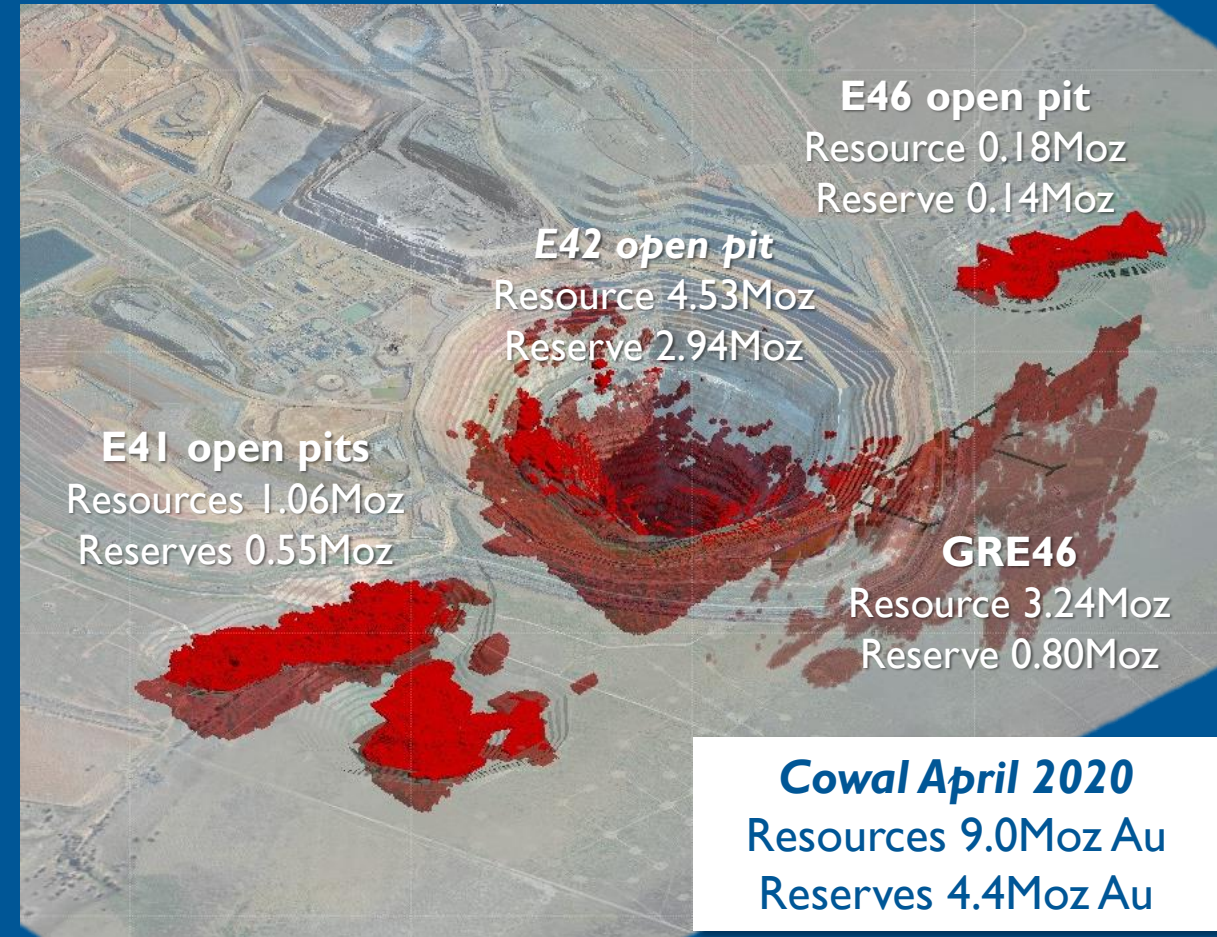 E46 open pit
Resource 0.18Moz
Reserve 0.14Moz
E42 open pit
Resource 4.53Moz
Reserve 2.94Moz
E41 open pits
Resources 1.06Moz
Reserves 0.55Moz
GRE46
Resource 3.24Moz
Reserve 0.80Moz
Cowal April 2020
Resources 9.0Moz Au
Reserves 4.4Moz Au